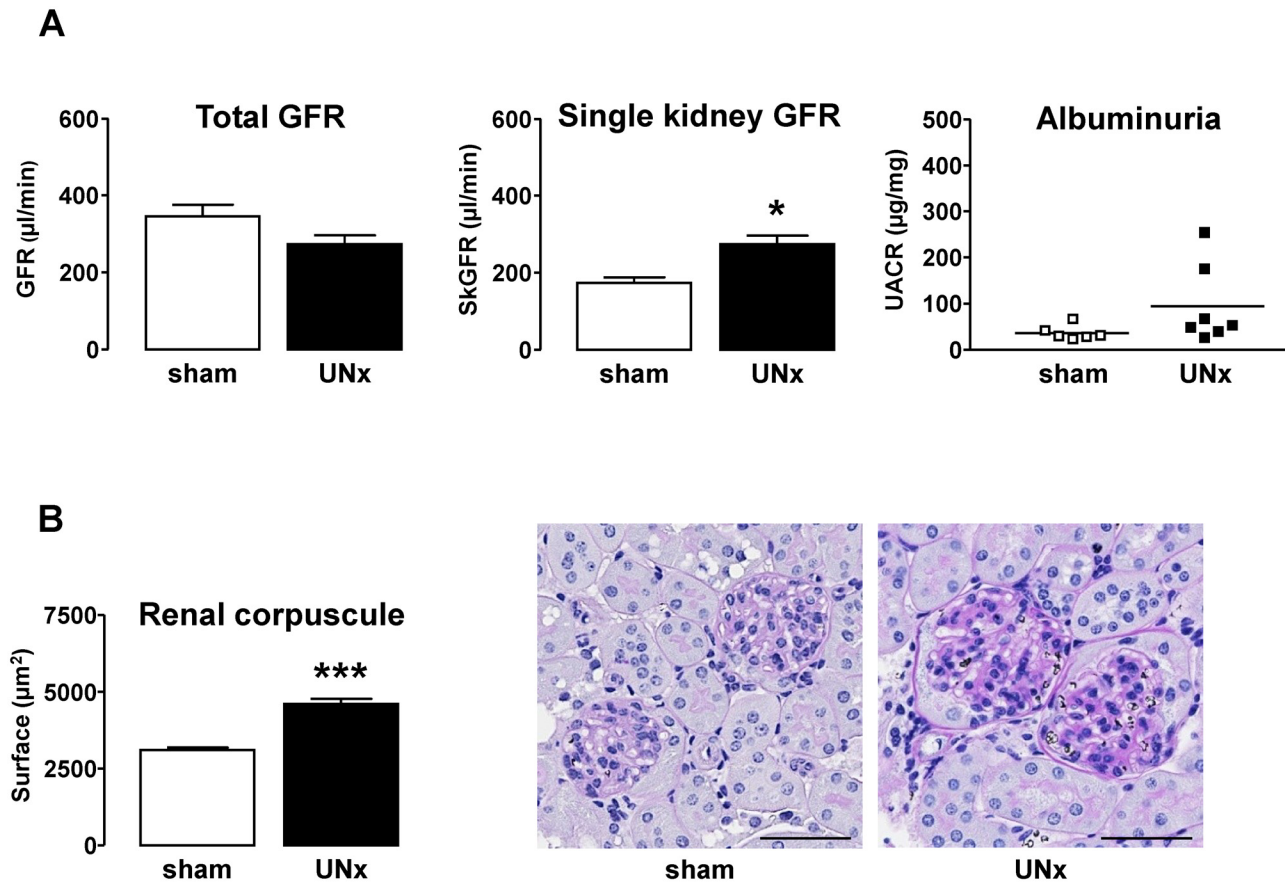 A
Total GFR
GFR (µl/min)
600
400
200
0
sham
UNx
Single kidney GFR
SkGFR (µl/min)
600
400
200
0
*
sham
UNx
Albuminuria
UACR (µg/mg)
500
400
300
200
100
0
sham
UNx
B
Renal corpuscule
Surface (µm²)
7500
5000
2500
0
***
sham
UNx
sham
UNx